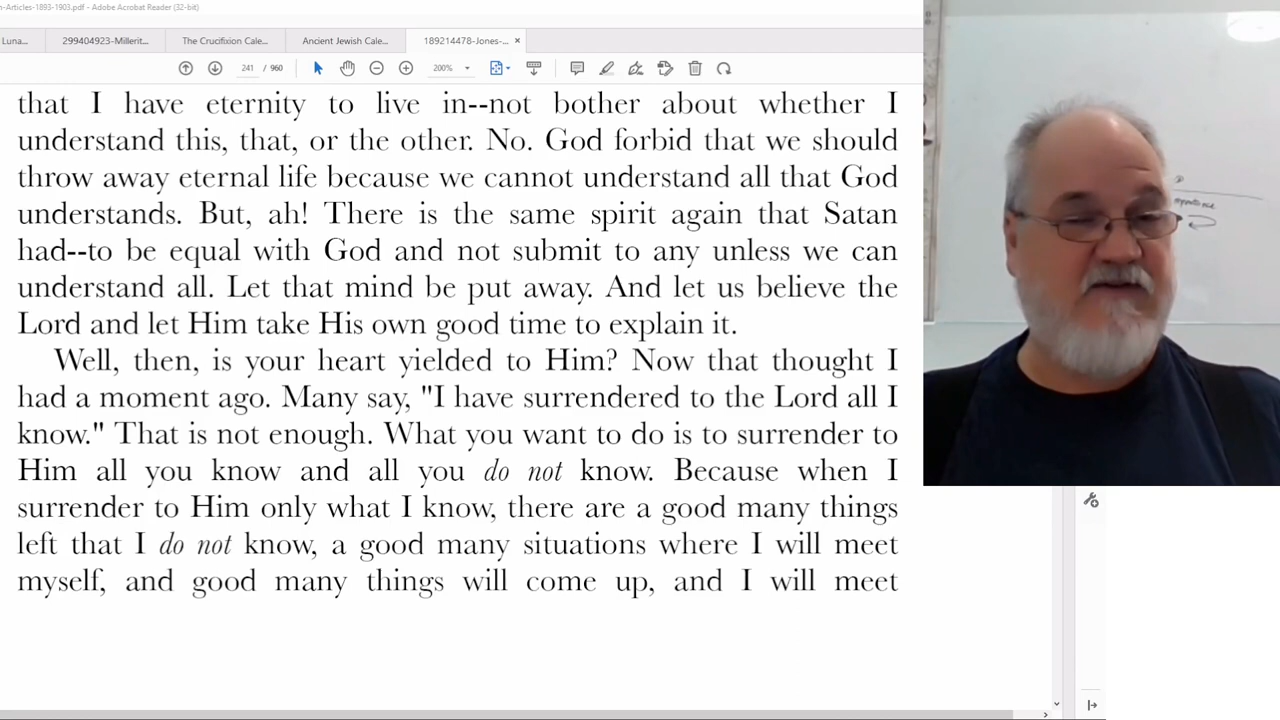 n-Articles-1893-1903.pdf - Adobe Acrobat Reader (32-bit)
Luna...
299404923-Millerit...
The Crucifixion Cale...
Ancient Jewish Cale...
189214478-Jones-...
241 / 960
200%
that I have eternity to live in--not bother about whether I
understand this, that, or the other. No. God forbid that we should
throw away eternal life because we cannot understand all that God
understands. But, ah! There is the same spirit again that Satan
had--to be equal with God and not submit to any unless we can
understand all. Let that mind be put away. And let us believe the
Lord and let Him take His own good time to explain it.
Well, then, is your heart yielded to Him? Now that thought I
had a moment ago. Many say, "I have surrendered to the Lord all I
know." That is not enough. What you want to do is to surrender to
Him all you know and all you do not know. Because when I
surrender to Him only what I know, there are a good many things
left that I do not know, a good many situations where I will meet
myself, and good many things will come up, and I will meet